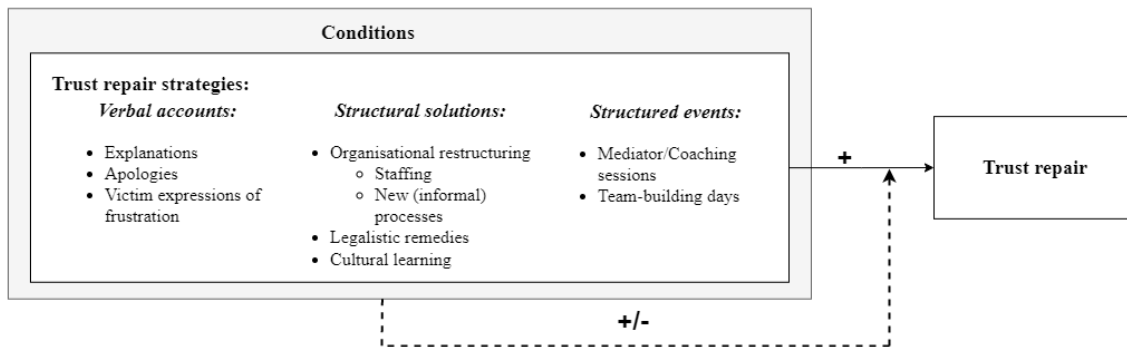 Conditions
Trust repair strategies:
Verbal accounts:
• Explanations
• Apologies
• Victim expressions of
frustration
Structural solutions:
• Organisational restructuring
○ Staffing
○ New (informal)
processes
• Legalistic remedies
• Cultural learning
Structured events:
• Mediator/Coaching
sessions
• Team-building days
+
Trust repair
+/-